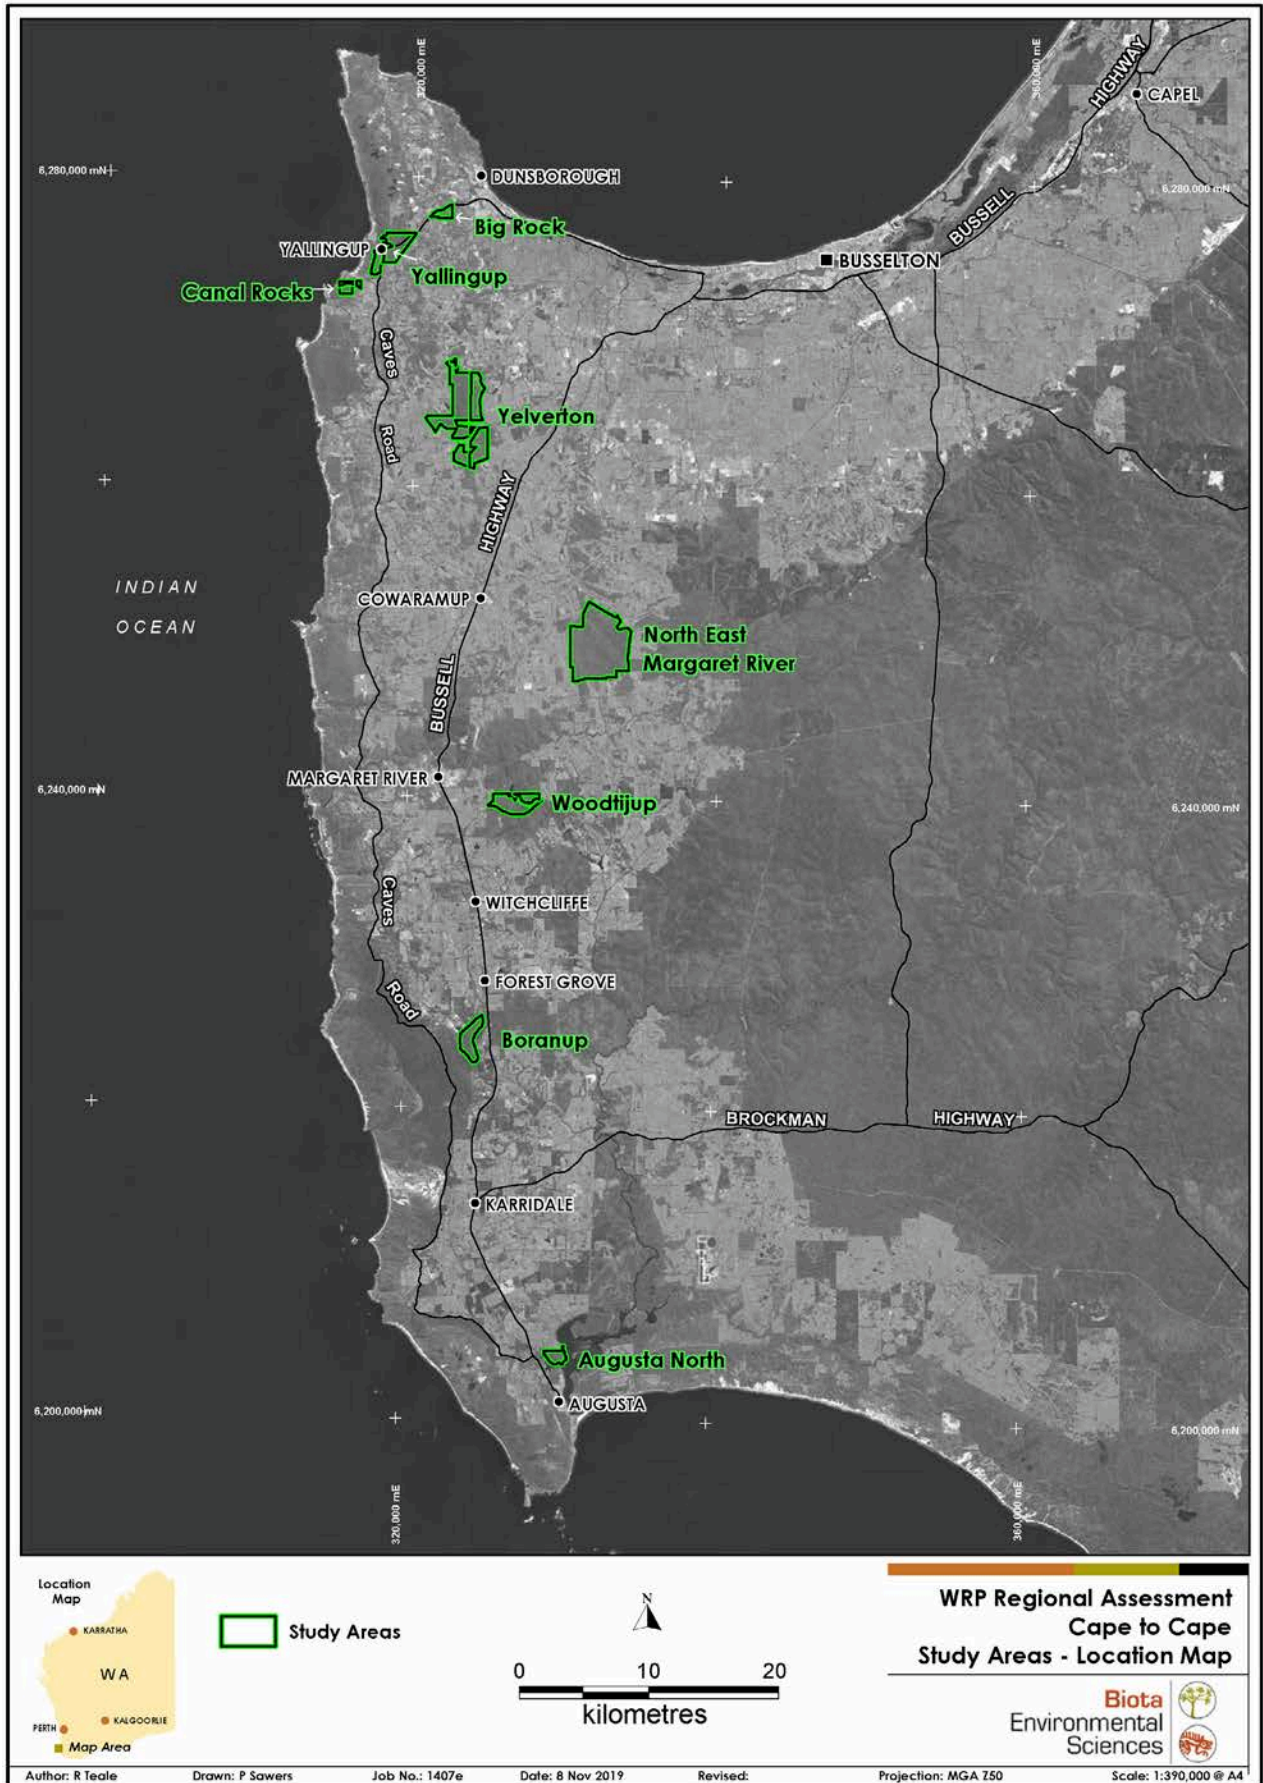 320,000 mE
360,000 mE
HIGHWAY
CAPEL
6,280,000 mN
DUNSBOROUGH
6,280,000 mN
BUSSELL
Big Rock
YALLINGUP
BUSSELTON
Yallingup
Canal Rocks
Caves
Yelverton
Road
HIGHWAY
INDIAN
OCEAN
COWARAMUP
North East
Margaret River
BUSSELL
MARGARET RIVER
6,240,000 mN
Woodtijup
6,240,000 mN
Caves
WITCHCLIFFE
FOREST GROVE
Road
Boranup
BROCKMAN
HIGHWAY
KARRIDALE
Augusta North
AUGUSTA
6,200,000 mN
6,200,000 mN
320,000 mE
360,000 mE
Location
Map
KARRATHA
WA
KALGOORLIE
PERTH
Map Area
Study Areas
N
0 10 20
kilometres
WRP Regional Assessment
Cape to Cape
Study Areas - Location Map
Biota
Environmental
Sciences
Author: R Teale Drawn: P Sawers Job No.: 1407e Date: 8 Nov 2019 Revised: Projection: MGA Z50 Scale: 1:390,000 @ A4